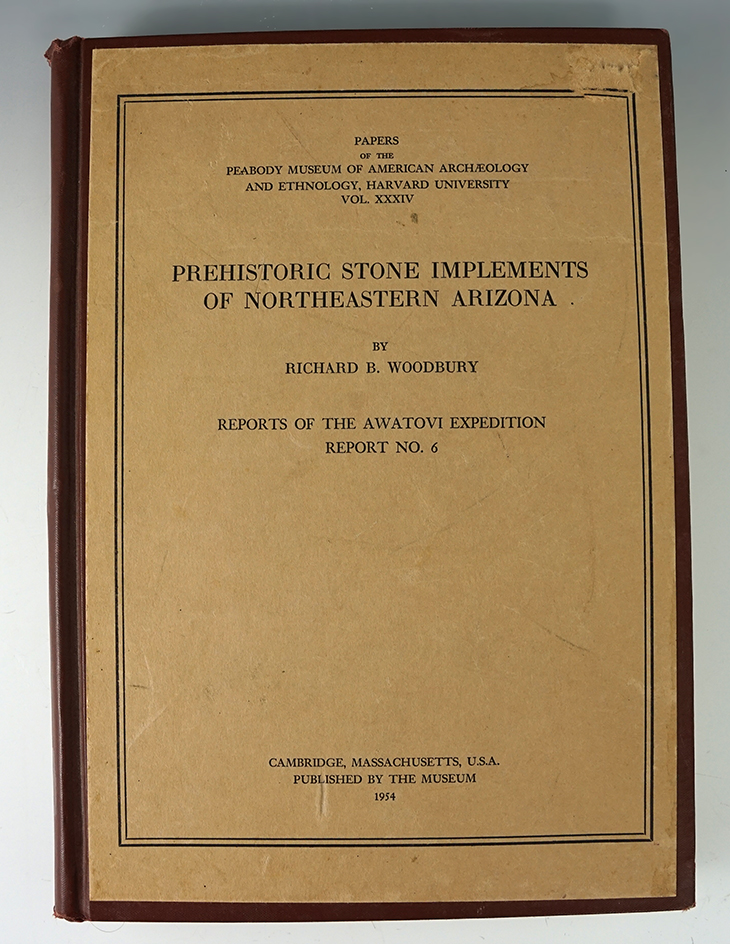 PAPERS
OF THE
PEABODY MUSEUM OF AMERICAN ARCHÆOLOGY
AND ETHNOLOGY, HARVARD UNIVERSITY
VOL. XXXIV
PREHISTORIC STONE IMPLEMENTS
OF NORTHEASTERN ARIZONA
BY
RICHARD B. WOODBURY
REPORTS OF THE AWATOVI EXPEDITION
REPORT NO. 6
CAMBRIDGE, MASSACHUSETTS, U.S.A.
PUBLISHED BY THE MUSEUM
1954